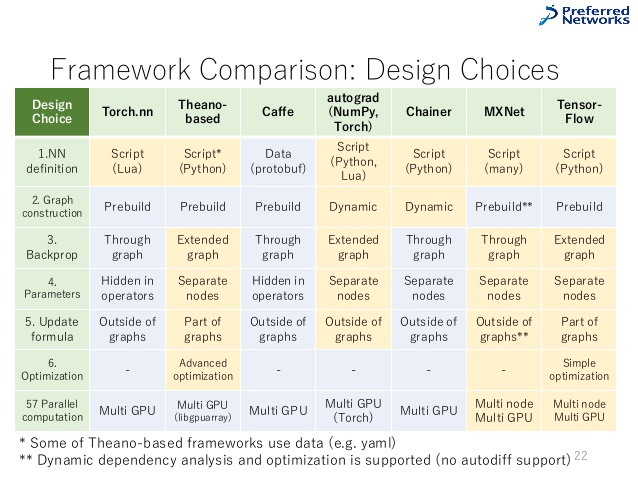 Preferred
Networks
Framework Comparison: Design Choices
Design Choice | Torch.nn | Theano-based | Caffe | autograd (NumPy, Torch) | Chainer | MXNet | Tensor-Flow
1.NN definition | Script (Lua) | Script* (Python) | Data (protobuf) | Script (Python, Lua) | Script (Python) | Script (many) | Script (Python)
2. Graph construction | Prebuild | Prebuild | Prebuild | Dynamic | Dynamic | Prebuild** | Prebuild
3. Backprop | Through graph | Extended graph | Through graph | Extended graph | Through graph | Through graph | Extended graph
4. Parameters | Hidden in operators | Separate nodes | Hidden in operators | Separate nodes | Separate nodes | Separate nodes | Separate nodes
5. Update formula | Outside of graphs | Part of graphs | Outside of graphs | Outside of graphs | Outside of graphs | Outside of graphs** | Part of graphs
6. Optimization | - | Advanced optimization | - | - | - | - | Simple optimization
57 Parallel computation | Multi GPU | Multi GPU (libgpuarray) | Multi GPU | Multi GPU (Torch) | Multi GPU | Multi node Multi GPU | Multi node Multi GPU
* Some of Theano-based frameworks use data (e.g. yaml)
** Dynamic dependency analysis and optimization is supported (no autodiff support)
22